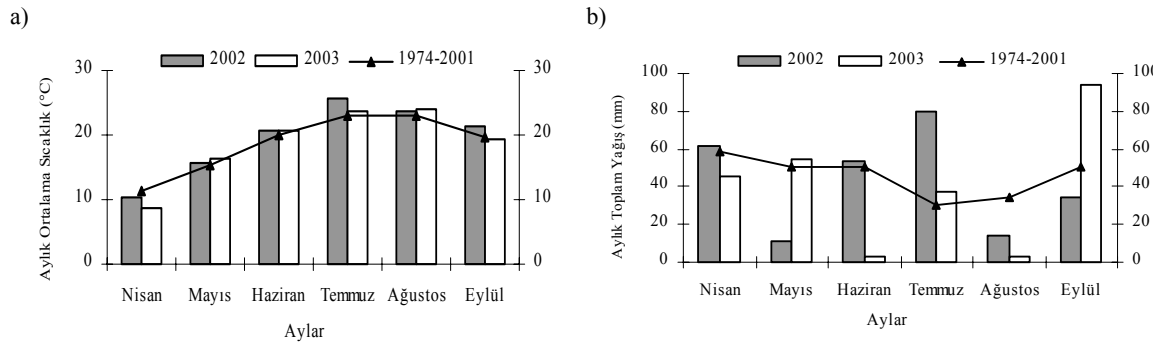 a)
2002 2003 1974-2001
Aylık Ortalama Sıcaklık (°C)
30 30
20 20
10 10
0 0
Nisan Mayıs Haziran Temmuz Ağustos Eylül
Aylar
b)
2002 2003 1974-2001
Aylık Toplam Yağış (mm)
100 100
80 80
60 60
40 40
20 20
0 0
Nisan Mayıs Haziran Temmuz Ağustos Eylül
Aylar